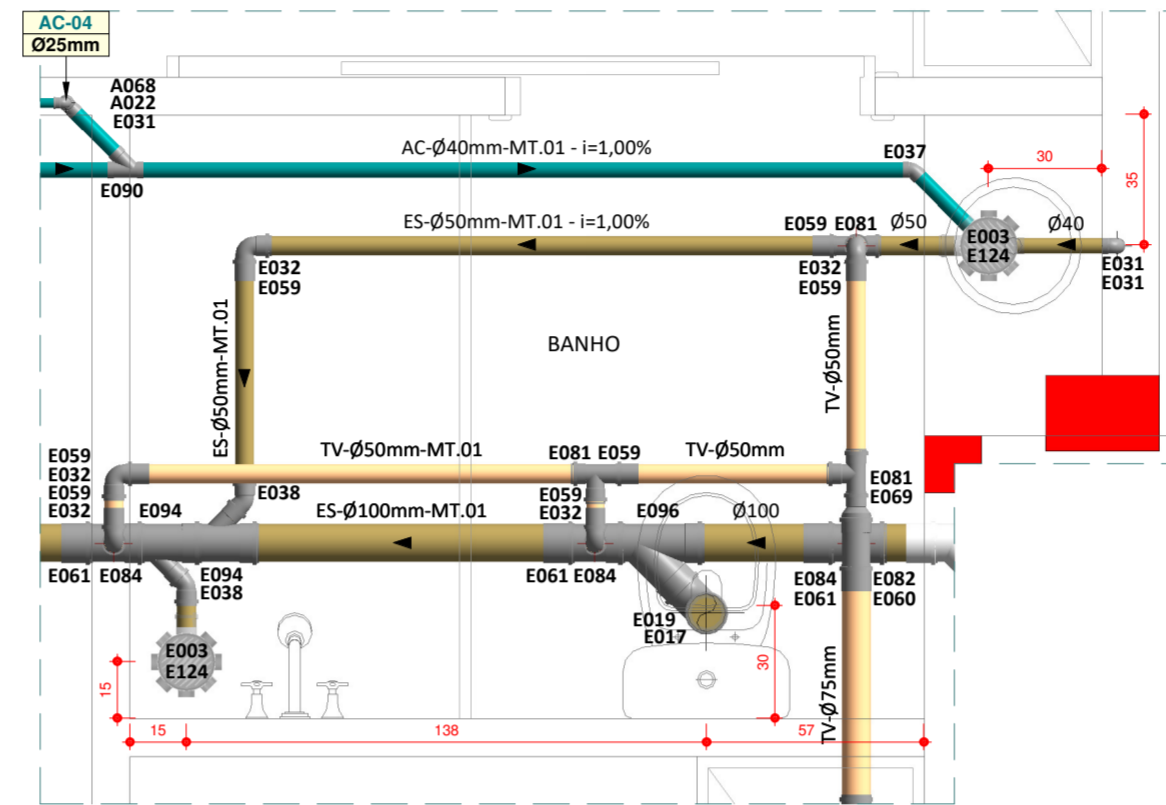 AC-04
Ø25mm
A068
A022
E031
AC-Ø40mm-MT.01 - i=1,00%
E037
30
35
E090
ES-Ø50mm-MT.01 - i=1,00%
E059 E081
Ø50
Ø40
E003
E124
E032
E059
E032
E059
E031
E031
ES-Ø50mm-MT.01
BANHO
TV-Ø50mm
TV-Ø50mm-MT.01
E081 E059
TV-Ø50mm
E059
E032
E059
E032
E094
E038
ES-Ø100mm-MT.01
E059
E032
E096
Ø100
E081
E069
E061
E084
E094
E038
E061 E084
E084
E061
E082
E060
E019
E017
E003
E124
30
TV-Ø75mm
15
15
138
57